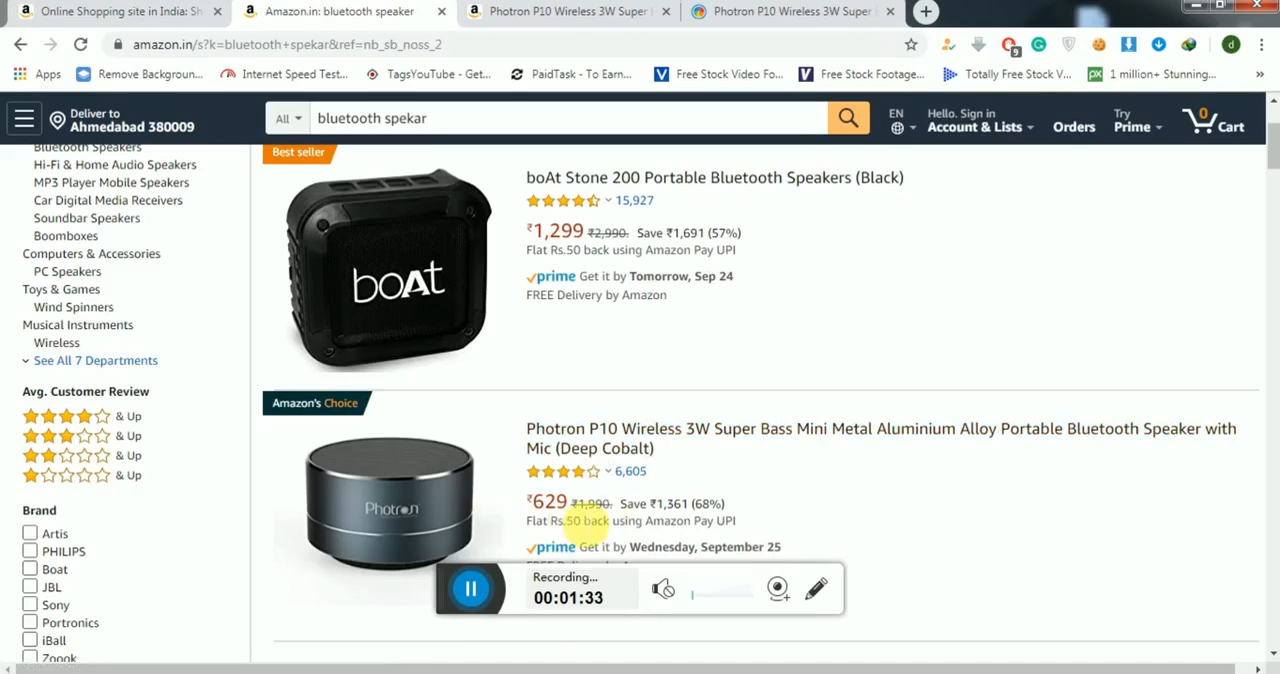 Online Shopping site in India: Sh
Amazon.in: bluetooth speaker
Photron P10 Wireless 3W Super
Photron P10 Wireless 3W Super
amazon.in/s?k=bluetooth+spekar&ref=nb_sb_noss_2
9
d
Apps
Remove Backgroun...
Internet Speed Test...
TagsYouTube - Get...
PaidTask - To Earn...
Free Stock Video Fo...
Free Stock Footage...
Totally Free Stock V...
px
1 million+ Stunning...
Deliver to
Ahmedabad 380009
All
bluetooth spekar
EN
Hello. Sign in
Account & Lists
Orders
Try
Prime
0
Cart
Bluetooth Speakers
Hi-Fi & Home Audio Speakers
MP3 Player Mobile Speakers
Car Digital Media Receivers
Soundbar Speakers
Boomboxes
Computers & Accessories
PC Speakers
Toys & Games
Wind Spinners
Musical Instruments
Wireless
See All 7 Departments
Avg. Customer Review
& Up
& Up
& Up
& Up
Brand
Artis
PHILIPS
Boat
JBL
Sony
Portronics
iBall
Zoook
Best seller
boAt
boAt Stone 200 Portable Bluetooth Speakers (Black)
15,927
₹1,299 ₹2,990. Save ₹1,691 (57%)
Flat Rs.50 back using Amazon Pay UPI
prime Get it by Tomorrow, Sep 24
FREE Delivery by Amazon
Amazon's Choice
Photron
Photron P10 Wireless 3W Super Bass Mini Metal Aluminium Alloy Portable Bluetooth Speaker with
Mic (Deep Cobalt)
6,605
₹629 ₹1,990. Save ₹1,361 (68%)
Flat Rs.50 back using Amazon Pay UPI
prime Get it by Wednesday, September 25
Recording...
00:01:33